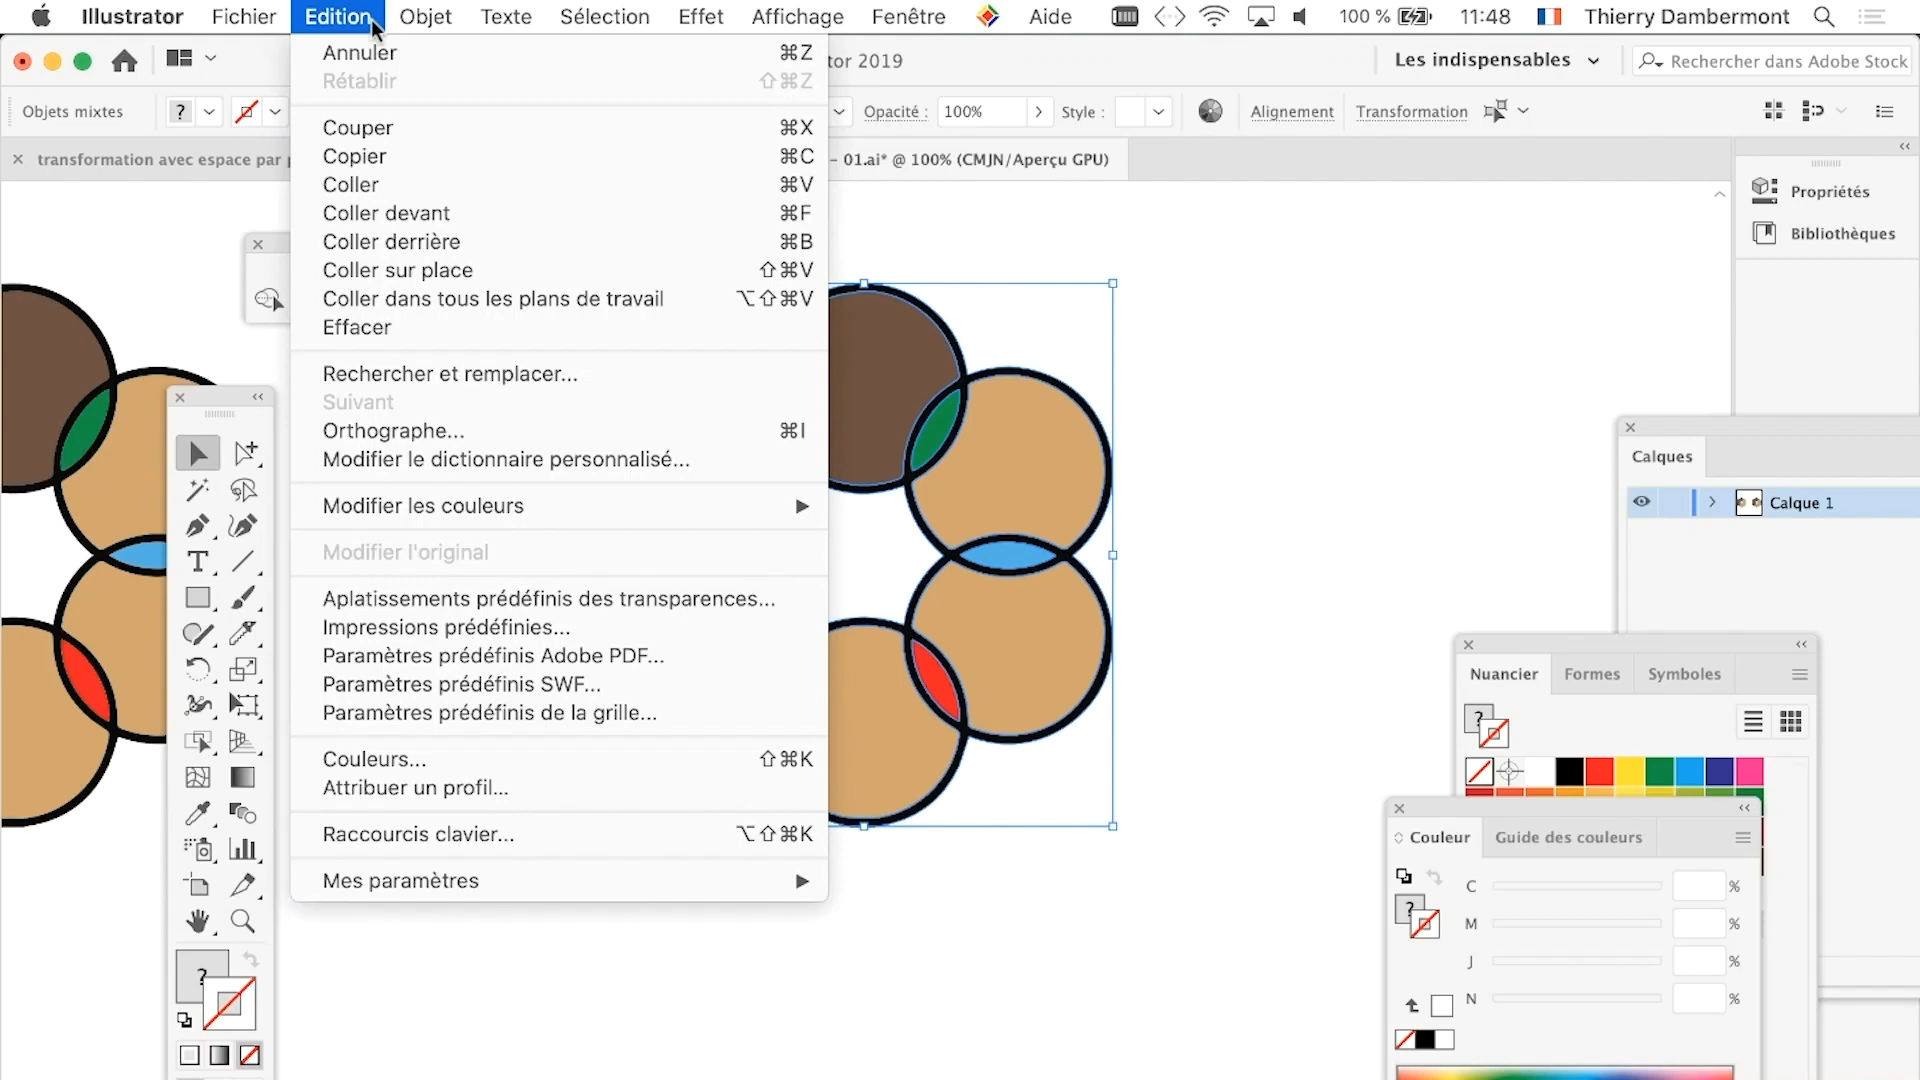 Illustrator Fichier Edition Objet Texte Sélection Effet Affichage Fenêtre Aide 100 % 11:48 Thierry Dambermont
tor 2019
Les indispensables
Rechercher dans Adobe Stock
Objets mixtes ? Opacité : 100% Style : Alignement Transformation
transformation avec espace par
- 01.ai* @ 100% (CMJN/Aperçu GPU)
Annuler ⌘Z
Rétablir ⇧⌘Z
Couper ⌘X
Copier ⌘C
Coller ⌘V
Coller devant ⌘F
Coller derrière ⌘B
Coller sur place ⇧⌘V
Coller dans tous les plans de travail ⌥⇧⌘V
Effacer
Rechercher et remplacer...
Suivant
Orthographe... ⌘I
Modifier le dictionnaire personnalisé...
Modifier les couleurs
Modifier l'original
Aplatissements prédéfinis des transparences...
Impressions prédéfinies...
Paramètres prédéfinis Adobe PDF...
Paramètres prédéfinis SWF...
Paramètres prédéfinis de la grille...
Couleurs... ⇧⌘K
Attribuer un profil...
Raccourcis clavier... ⌥⇧⌘K
Mes paramètres
?
Propriétés
Bibliothèques
Calques
Calque 1
Nuancier Formes Symboles
?
Couleur Guide des couleurs
?
C %
M %
J %
N %